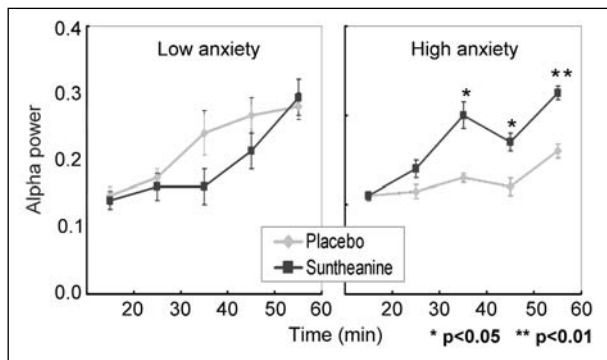 0.4
0.3
0.2
0.1
0.0
Alpha power
Low anxiety
High anxiety
*
*
**
Placebo
Suntheanine
20 30 40 50 60
20 30 40 50 60
Time (min)
* p<0.05 ** p<0.01